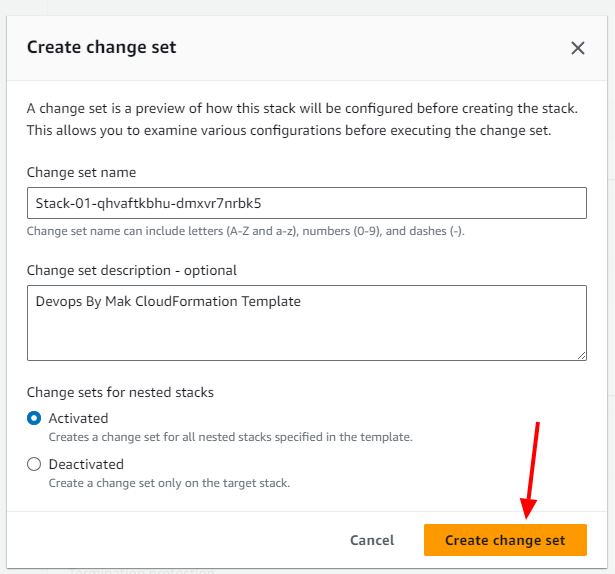 Create change set
A change set is a preview of how this stack will be configured before creating the stack.
This allows you to examine various configurations before executing the change set.
Change set name
Stack-01-qhvaftkbhu-dmxvr7nrbk5
Change set name can include letters (A-Z and a-z), numbers (0-9), and dashes (-).
Change set description - optional
Devops By Mak CloudFormation Template
Change sets for nested stacks
Activated
Creates a change set for all nested stacks specified in the template.
Deactivated
Create a change set only on the target stack.
Cancel
Create change set
Termination protection